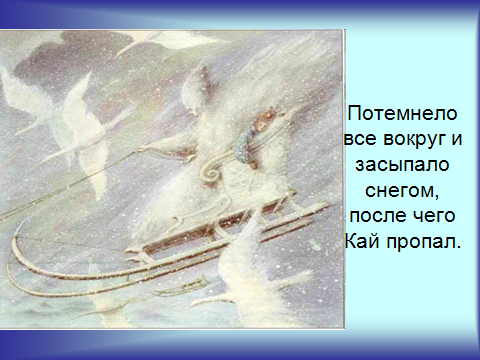 Потемнело
все вокруг и
засыпало
снегом,
после чего
Кай пропал.